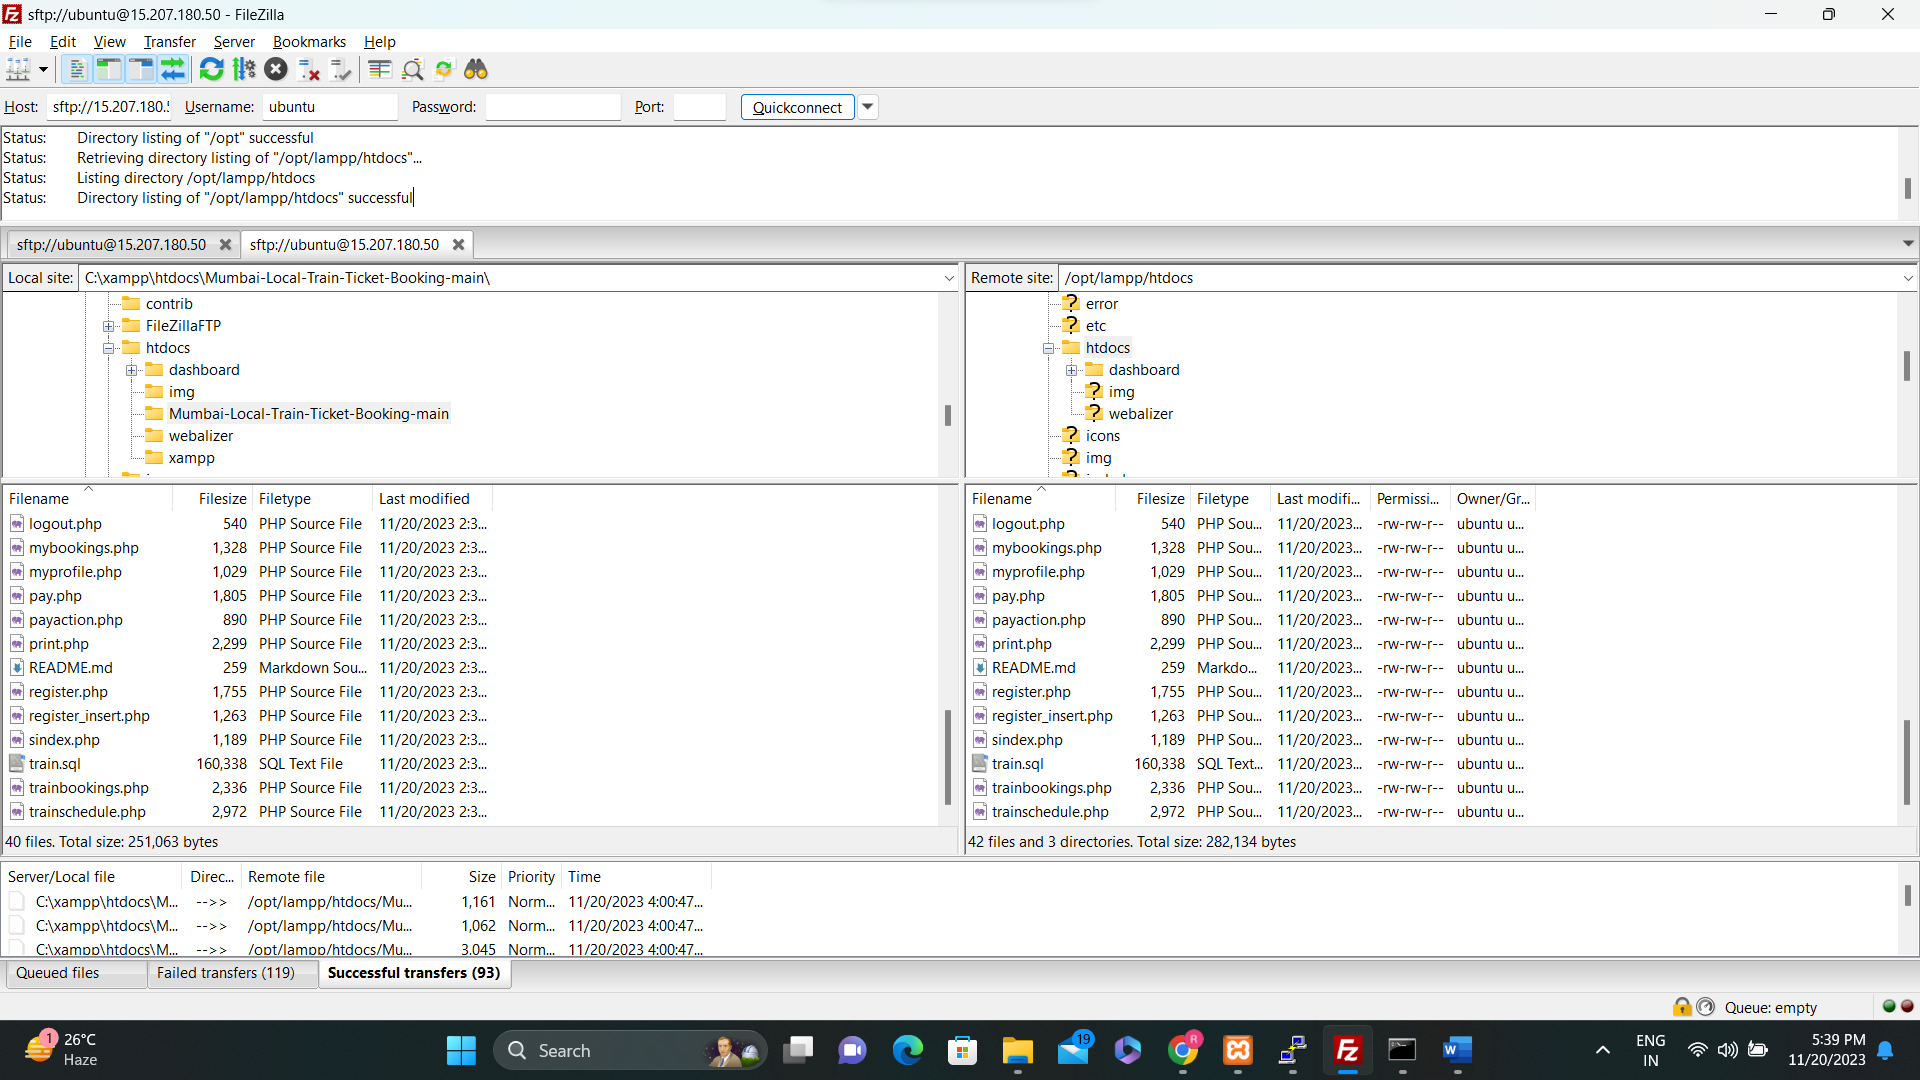 sftp://ubuntu@15.207.180.50 - FileZilla
File Edit View Transfer Server Bookmarks Help
Host: sftp://15.207.180.5 Username: ubuntu Password: Port: Quickconnect
Status: Directory listing of "/opt" successful
Status: Retrieving directory listing of "/opt/lampp/htdocs"...
Status: Listing directory /opt/lampp/htdocs
Status: Directory listing of "/opt/lampp/htdocs" successful
sftp://ubuntu@15.207.180.50 sftp://ubuntu@15.207.180.50
Local site: C:\xampp\htdocs\Mumbai-Local-Train-Ticket-Booking-main\
contrib
FileZillaFTP
htdocs
dashboard
img
Mumbai-Local-Train-Ticket-Booking-main
webalizer
xampp
Filename Filesize Filetype Last modified
logout.php 540 PHP Source File 11/20/2023 2:3...
mybookings.php 1,328 PHP Source File 11/20/2023 2:3...
myprofile.php 1,029 PHP Source File 11/20/2023 2:3...
pay.php 1,805 PHP Source File 11/20/2023 2:3...
payaction.php 890 PHP Source File 11/20/2023 2:3...
print.php 2,299 PHP Source File 11/20/2023 2:3...
README.md 259 Markdown Sou... 11/20/2023 2:3...
register.php 1,755 PHP Source File 11/20/2023 2:3...
register_insert.php 1,263 PHP Source File 11/20/2023 2:3...
sindex.php 1,189 PHP Source File 11/20/2023 2:3...
train.sql 160,338 SQL Text File 11/20/2023 2:3...
trainbookings.php 2,336 PHP Source File 11/20/2023 2:3...
trainschedule.php 2,972 PHP Source File 11/20/2023 2:3...
40 files. Total size: 251,063 bytes
Remote site: /opt/lampp/htdocs
error
etc
htdocs
dashboard
img
webalizer
icons
img
Filename Filesize Filetype Last modifi... Permissi... Owner/Gr...
logout.php 540 PHP Sou... 11/20/2023... -rw-rw-r-- ubuntu u...
mybookings.php 1,328 PHP Sou... 11/20/2023... -rw-rw-r-- ubuntu u...
myprofile.php 1,029 PHP Sou... 11/20/2023... -rw-rw-r-- ubuntu u...
pay.php 1,805 PHP Sou... 11/20/2023... -rw-rw-r-- ubuntu u...
payaction.php 890 PHP Sou... 11/20/2023... -rw-rw-r-- ubuntu u...
print.php 2,299 PHP Sou... 11/20/2023... -rw-rw-r-- ubuntu u...
README.md 259 Markdo... 11/20/2023... -rw-rw-r-- ubuntu u...
register.php 1,755 PHP Sou... 11/20/2023... -rw-rw-r-- ubuntu u...
register_insert.php 1,263 PHP Sou... 11/20/2023... -rw-rw-r-- ubuntu u...
sindex.php 1,189 PHP Sou... 11/20/2023... -rw-rw-r-- ubuntu u...
train.sql 160,338 SQL Text... 11/20/2023... -rw-rw-r-- ubuntu u...
trainbookings.php 2,336 PHP Sou... 11/20/2023... -rw-rw-r-- ubuntu u...
trainschedule.php 2,972 PHP Sou... 11/20/2023... -rw-rw-r-- ubuntu u...
42 files and 3 directories. Total size: 282,134 bytes
Server/Local file Direc... Remote file Size Priority Time
C:\xampp\htdocs\M... -->> /opt/lampp/htdocs/Mu... 1,161 Norm... 11/20/2023 4:00:47...
C:\xampp\htdocs\M... -->> /opt/lampp/htdocs/Mu... 1,062 Norm... 11/20/2023 4:00:47...
C:\xampp\htdocs\M... -->> /opt/lampp/htdocs/Mu... 3,045 Norm... 11/20/2023 4:00:47...
Queued files Failed transfers (119) Successful transfers (93)
Queue: empty
1 26°C
Haze
Search
19
R
ENG
IN
5:39 PM
11/20/2023